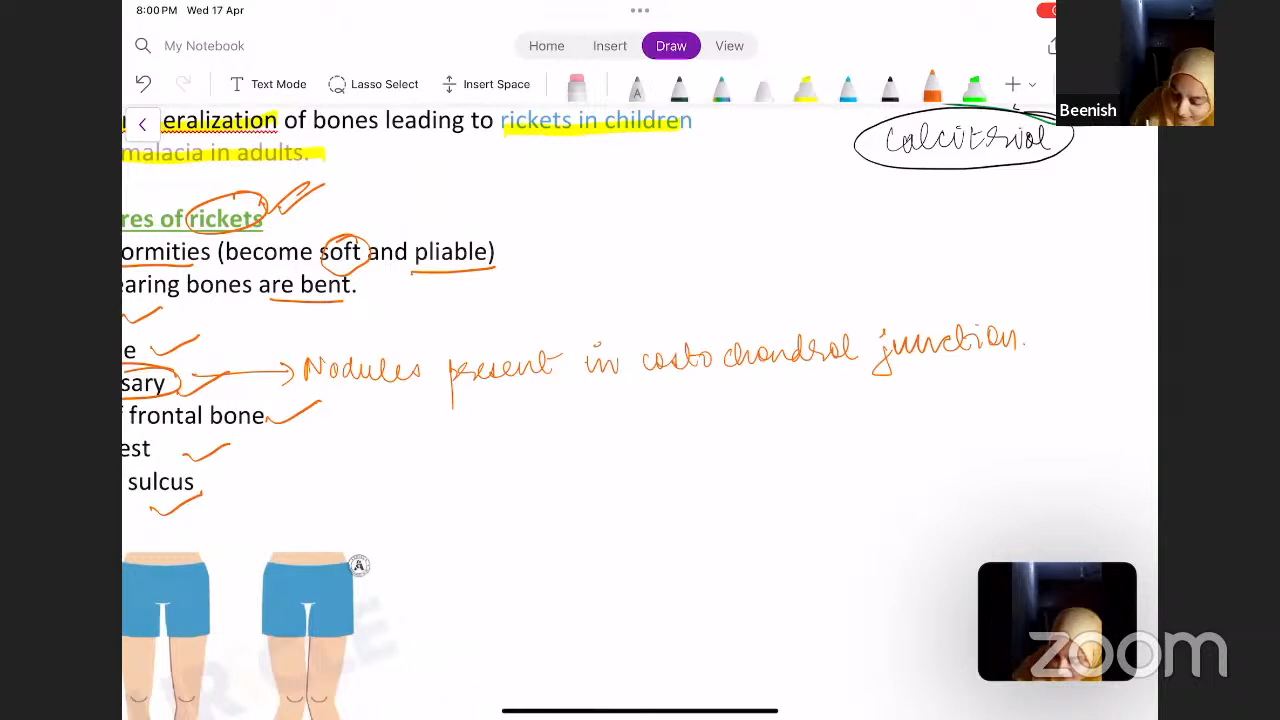 8:00 PM Wed 17 Apr
My Notebook
Home Insert Draw View
Text Mode Lasso Select Insert Space
Beenish
eralization of bones leading to rickets in children
malacia in adults.
Calcitriol
res of rickets
ormities (become soft and pliable)
earing bones are bent.
e
sary → Nodules present in costochondral junction.
f frontal bone
est
sulcus
zoom